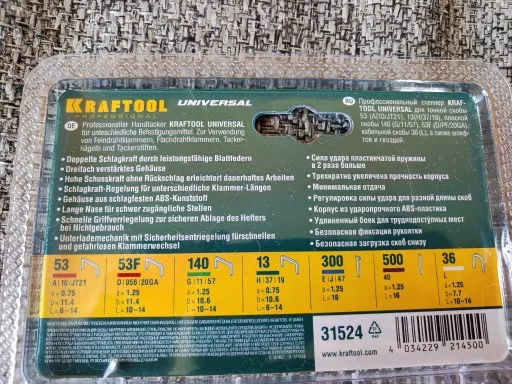 KRAFTOOL UNIVERSAL
PROFESSIONAL
DE Professioneller Handtacker KRAFTOOL UNIVERSAL
für unterschiedliche Befestigungsmittel. Zur Verwendung
von Feindrahtklammern, Flachdrahtklammern, Tacker-
nägeln und Tackerstiften.
• Doppelte Schlagkraft durch leistungsfähige Blattfedern
• Dreifach verstärktes Gehäuse
• Hohe Schusskraft ohne Rückschlag erleichtert dauerhaftes Arbeiten
• Schlagkraft-Regelung für unterschiedliche Klammer-Längen
• Gehäuse aus schlagfestem ABS-Kunststoff
• Lange Nase für schwer zugängliche Stellen
• Schnelle Griffverriegelung zur sicheren Ablage des Hefters
bei Nichtgebrauch
• Unterlademechanik mit Sicherheitsentriegelung für schnellen
und gefahrlosen Klammerwechsel
RU Профессиональный степлер KRAF-
TOOL UNIVERSAL для тонкой скобы
53 (A/10/JT21), 13(H/37/19), плоской
скобы 140 (G/11/57), 53F (D/PF/20GA),
кабельной скобы 36 (L), а также штиф-
тов и гвоздей.
• Сила удара пластинчатой пружины
в 2 раза больше
• Трехкратно увеличена прочность корпуса
• Минимальная отдача
• Регулировка силы удара для разной длины скоб
• Корпус из ударопрочного ABS-пластика
• Удлиненный боек для труднодоступных мест
• Безопасная фиксация рукоятки
• Безопасная загрузка скоб снизу
53 53F 140 13 300 500 36
A|10|JT21 D|056|20GA G|11|57 H|37|19 E|J|47 40 L
a = 0.75 a = 1.25 a = 1.25 a = 0.75 a = 1.25 a = 1.25 a = 1.25
b = 11.4 b = 11.4 b = 10.6 b = 10.6 L = 16 L = 16 b = 7.7
L = 6–14 L = 10–14 L = 6–14 L = 6–14 L = 10–14
31524
www.kraftool.com
4 034229 214500